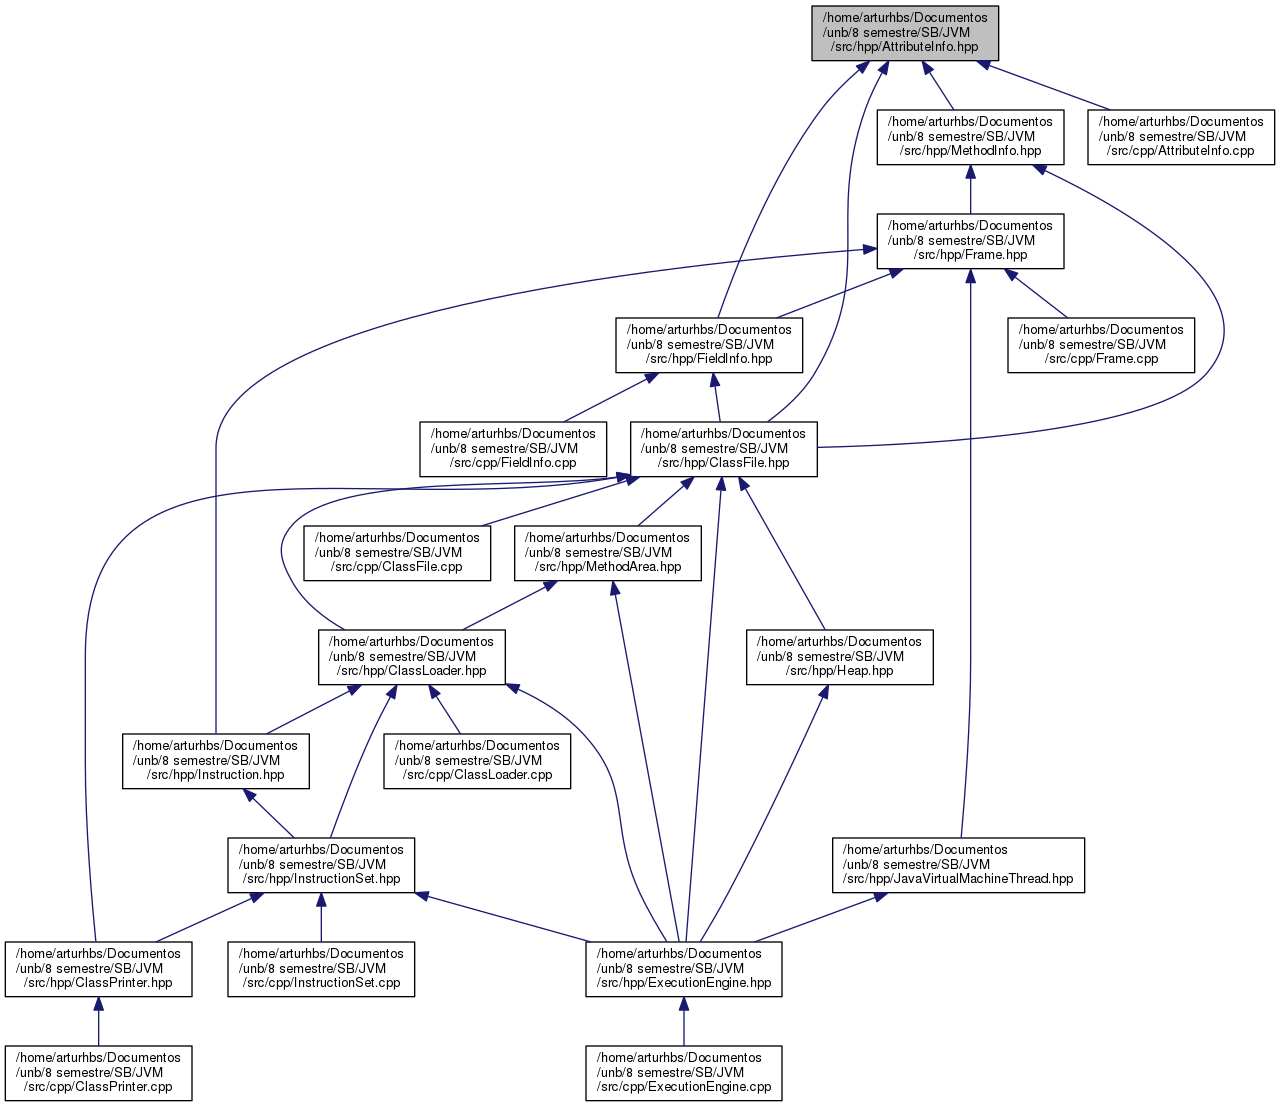 /home/arturhbs/Documentos
/unb/8 semestre/SB/JVM
/src/hpp/AttributeInfo.hpp
/home/arturhbs/Documentos
/unb/8 semestre/SB/JVM
/src/hpp/MethodInfo.hpp
/home/arturhbs/Documentos
/unb/8 semestre/SB/JVM
/src/cpp/AttributeInfo.cpp
/home/arturhbs/Documentos
/unb/8 semestre/SB/JVM
/src/hpp/Frame.hpp
/home/arturhbs/Documentos
/unb/8 semestre/SB/JVM
/src/hpp/FieldInfo.hpp
/home/arturhbs/Documentos
/unb/8 semestre/SB/JVM
/src/cpp/Frame.cpp
/home/arturhbs/Documentos
/unb/8 semestre/SB/JVM
/src/cpp/FieldInfo.cpp
/home/arturhbs/Documentos
/unb/8 semestre/SB/JVM
/src/hpp/ClassFile.hpp
/home/arturhbs/Documentos
/unb/8 semestre/SB/JVM
/src/cpp/ClassFile.cpp
/home/arturhbs/Documentos
/unb/8 semestre/SB/JVM
/src/hpp/MethodArea.hpp
/home/arturhbs/Documentos
/unb/8 semestre/SB/JVM
/src/hpp/ClassLoader.hpp
/home/arturhbs/Documentos
/unb/8 semestre/SB/JVM
/src/hpp/Heap.hpp
/home/arturhbs/Documentos
/unb/8 semestre/SB/JVM
/src/hpp/Instruction.hpp
/home/arturhbs/Documentos
/unb/8 semestre/SB/JVM
/src/cpp/ClassLoader.cpp
/home/arturhbs/Documentos
/unb/8 semestre/SB/JVM
/src/hpp/InstructionSet.hpp
/home/arturhbs/Documentos
/unb/8 semestre/SB/JVM
/src/hpp/JavaVirtualMachineThread.hpp
/home/arturhbs/Documentos
/unb/8 semestre/SB/JVM
/src/hpp/ClassPrinter.hpp
/home/arturhbs/Documentos
/unb/8 semestre/SB/JVM
/src/cpp/InstructionSet.cpp
/home/arturhbs/Documentos
/unb/8 semestre/SB/JVM
/src/hpp/ExecutionEngine.hpp
/home/arturhbs/Documentos
/unb/8 semestre/SB/JVM
/src/cpp/ClassPrinter.cpp
/home/arturhbs/Documentos
/unb/8 semestre/SB/JVM
/src/cpp/ExecutionEngine.cpp